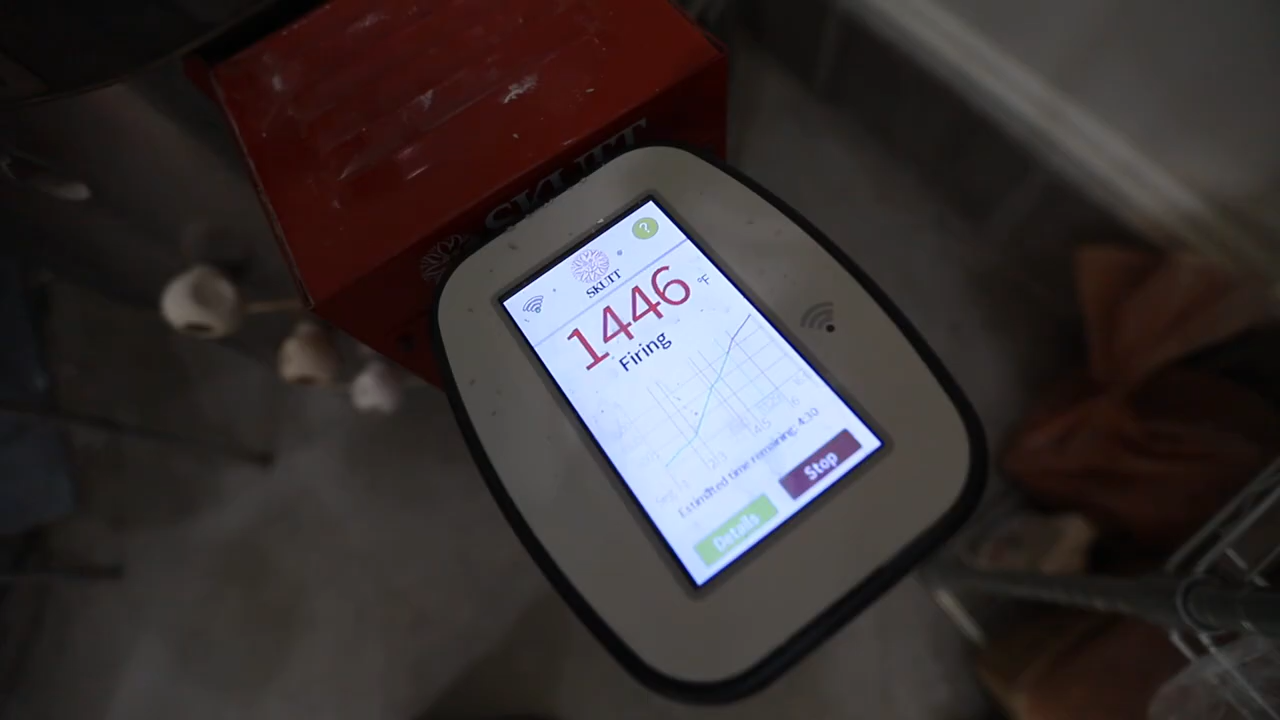 SKUTT
?
SKUTT
1446 °F
Firing
Estimated time remaining: 4:30
Details
Stop